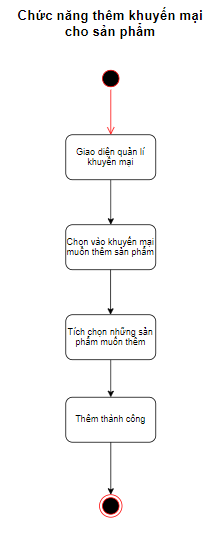 Chức năng thêm khuyến mại
cho sản phẩm
Giao diện quản lí
khuyến mại
Chọn vào khuyến mại
muốn thêm sản phẩm
Tích chọn những sản
phẩm muốn thêm
Thêm thành công